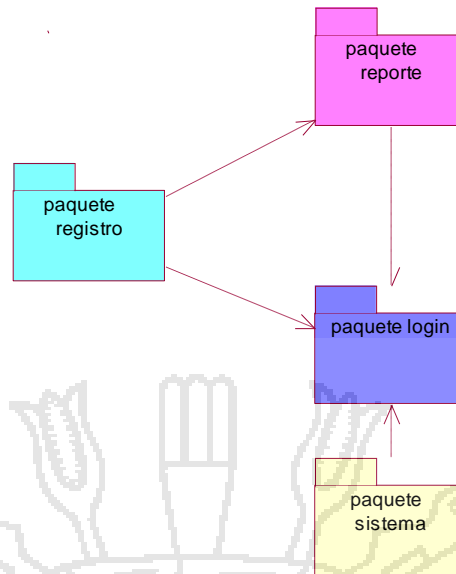 paquete
reporte
paquete
registro
paquete login
paquete
sistema